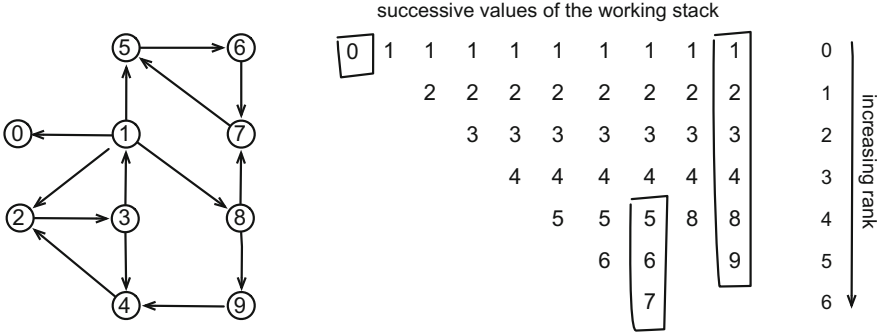 successive values of the working stack
5 6
0 1 1 1 1 1 1 1 1 1 0
2 2 2 2 2 2 2 2 1
0 1 7
3 3 3 3 3 3 3 2
4 4 4 4 4 4 3
2 3 8
5 5 5 8 8 4
6 6 9 5
4 9
7 6
increasing rank